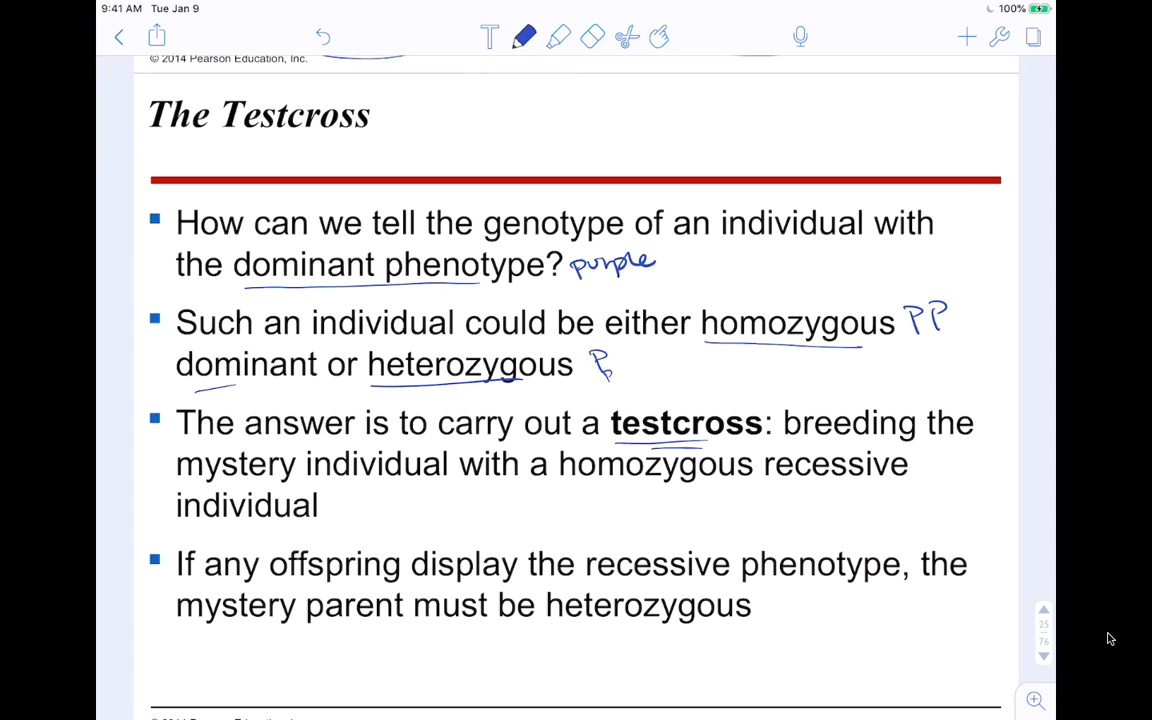 9:41 AM Tue Jan 9
100%
© 2014 Pearson Education, Inc.
The Testcross
How can we tell the genotype of an individual with
the dominant phenotype? purple
Such an individual could be either homozygous PP
dominant or heterozygous Pp
The answer is to carry out a testcross: breeding the
mystery individual with a homozygous recessive
individual
If any offspring display the recessive phenotype, the
mystery parent must be heterozygous
25
76